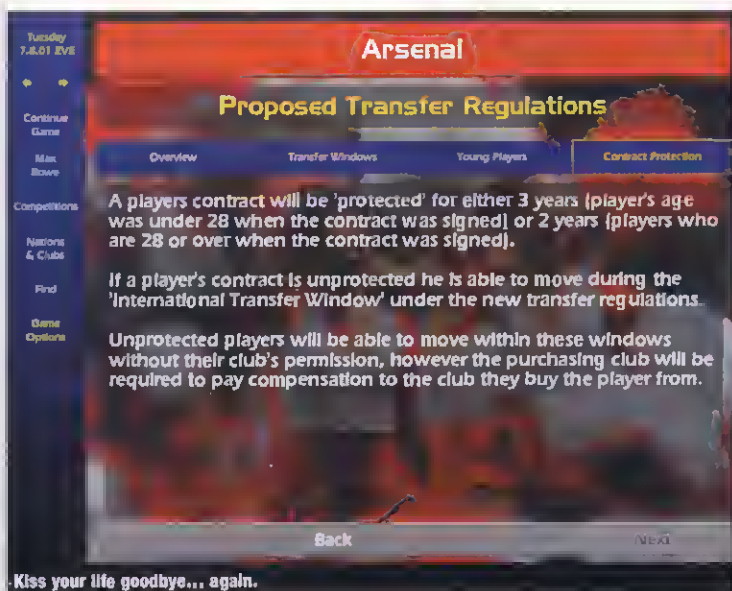 Tuesday
7.8.01 EVE
Arsenal
Proposed Transfer Regulations
Continue
Game
Max
Rowe
Competitions
Nations
& Clubs
Find
Game
Options
Overview
Transfer Windows
Young Players
Contract Protection
A players contract will be 'protected' for either 3 years (player's age
was under 28 when the contract was signed) or 2 years (players who
are 28 or over when the contract was signed).
If a player's contract is unprotected he is able to move during the
'International Transfer Window' under the new transfer regulations.
Unprotected players will be able to move within these windows
without their club's permission, however the purchasing club will be
required to pay compensation to the club they buy the player from.
Back
NEXT
Kiss your life goodbye... again.